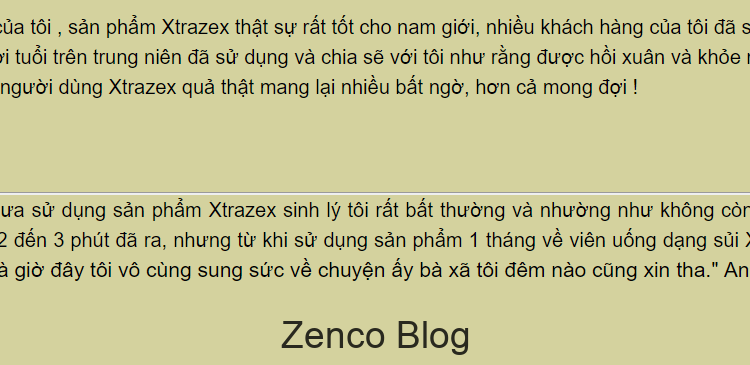 của tôi , sản phẩm Xtrazex thật sự rất tốt cho nam giới, nhiều khách hàng của tôi đã s
ời tuổi trên trung niên đã sử dụng và chia sẽ với tôi như rằng được hồi xuân và khỏe
người dùng Xtrazex quả thật mang lại nhiều bất ngờ, hơn cả mong đợi !
ưa sử dụng sản phẩm Xtrazex sinh lý tôi rất bất thường và nhường như không còn
2 đến 3 phút đã ra, nhưng từ khi sử dụng sản phẩm 1 tháng về viên uống dạng sủi X
à giờ đây tôi vô cùng sung sức về chuyện ấy bà xã tôi đêm nào cũng xin tha." An
Zenco Blog